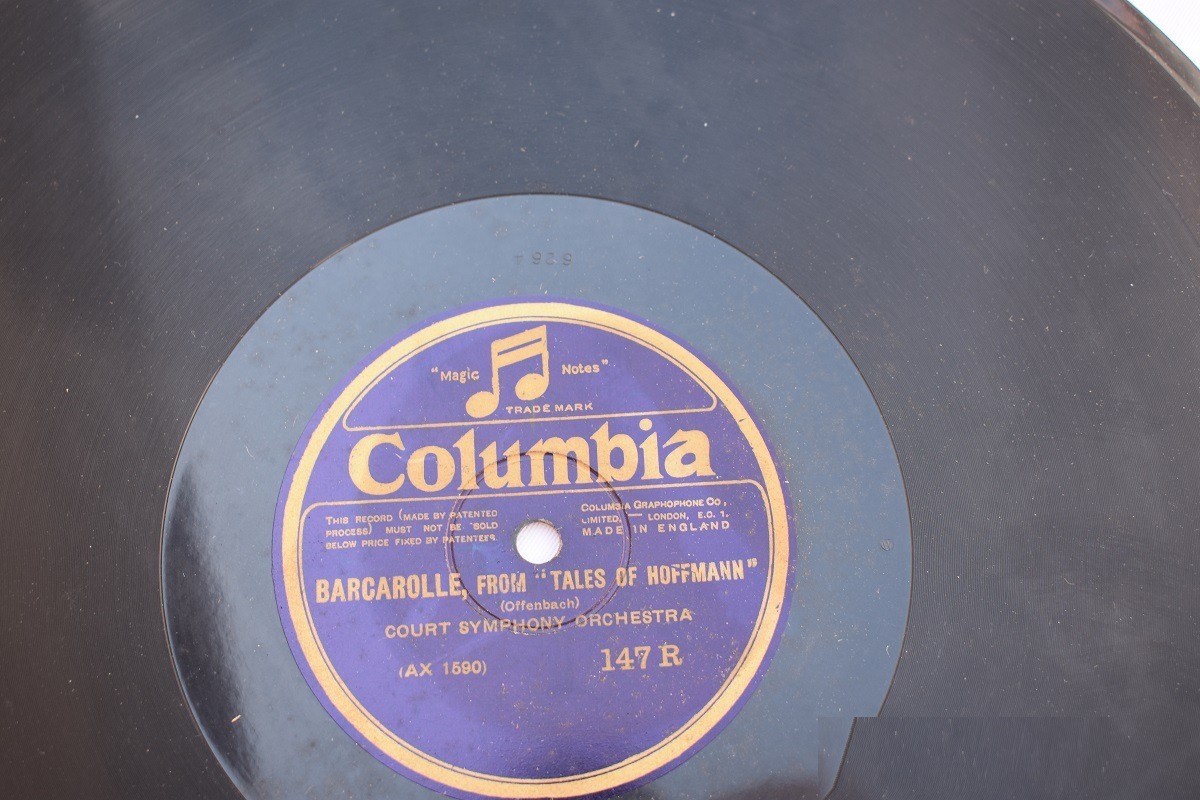 "Magic Notes"
TRADE MARK
Columbia
THIS RECORD (MADE BY PATENTED
PROCESS) MUST NOT BE SOLD
BELOW PRICE FIXED BY PATENTEES.
COLUMBIA GRAPHOPHONE CO.,
LIMITED. — LONDON, E.C. 1.
MADE IN ENGLAND
BARCAROLLE, FROM "TALES OF HOFFMANN"
(Offenbach)
COURT SYMPHONY ORCHESTRA
(AX 1590)
147 R